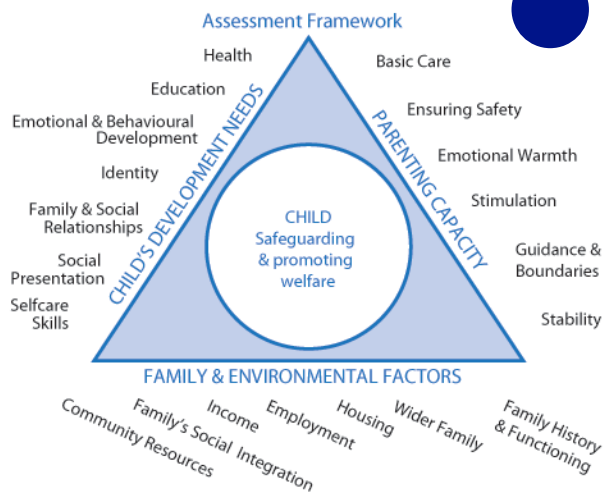 Assessment Framework
Health
Education
Emotional & Behavioural
Development
Identity
Family & Social
Relationships
Social
Presentation
Selfcare
Skills
CHILD'S DEVELOPMENT NEEDS
CHILD
Safeguarding
& promoting
welfare
PARENTING CAPACITY
Basic Care
Ensuring Safety
Emotional Warmth
Stimulation
Guidance &
Boundaries
Stability
FAMILY & ENVIRONMENTAL FACTORS
Community Resources
Family's Social Integration
Income
Employment
Housing
Wider Family
Family History
& Functioning